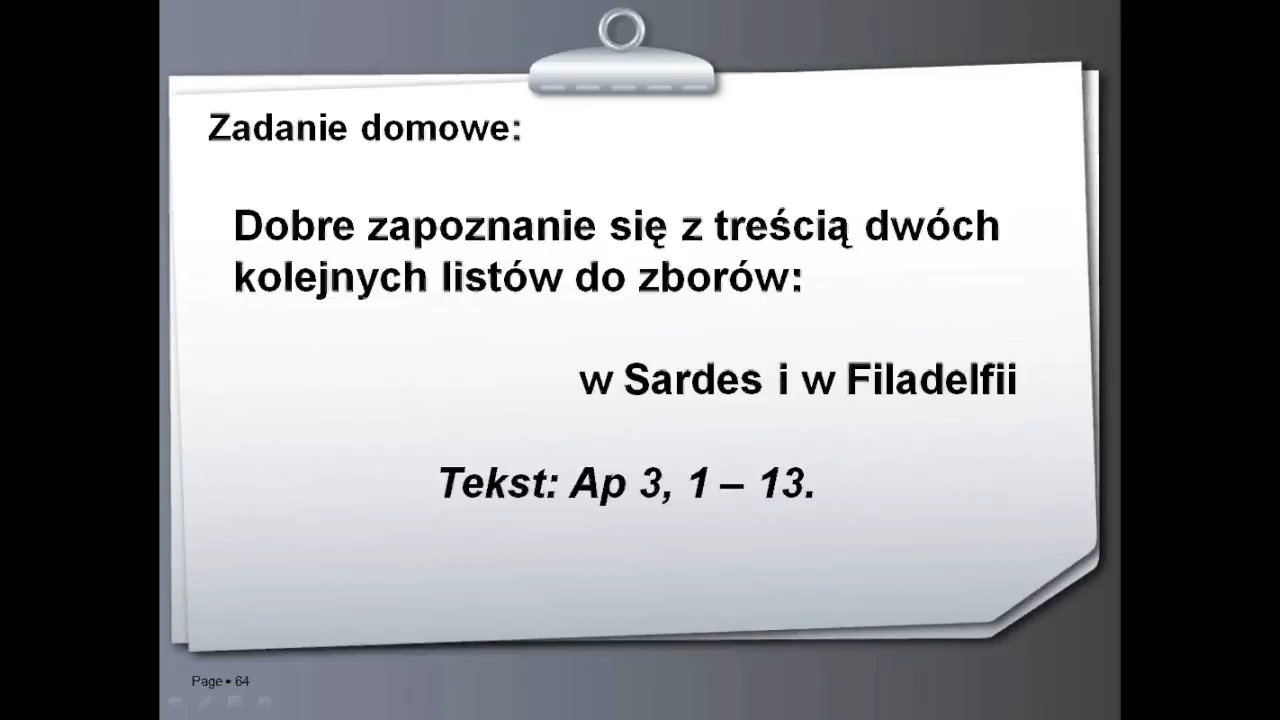 Zadanie domowe:
Dobre zapoznanie się z treścią dwóch
kolejnych listów do zborów:
w Sardes i w Filadelfii
Tekst: Ap 3, 1 – 13.
Page ▪ 64